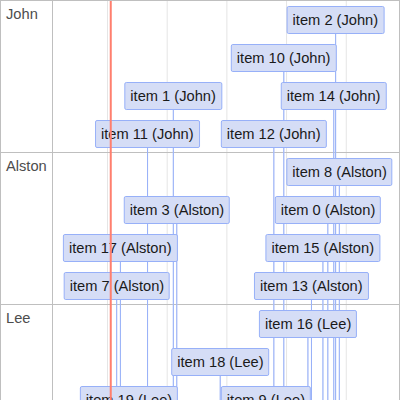 John
item 2 (John)
item 10 (John)
item 1 (John)
item 14 (John)
item 11 (John)
item 12 (John)
Alston
item 8 (Alston)
item 3 (Alston)
item 0 (Alston)
item 17 (Alston)
item 15 (Alston)
item 7 (Alston)
item 13 (Alston)
Lee
item 16 (Lee)
item 18 (Lee)
item 19 (Lee)
item 9 (Lee)